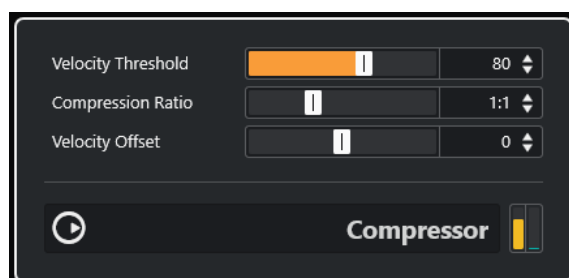 Velocity Threshold 80
Compression Ratio 1:1
Velocity Offset 0
Compressor